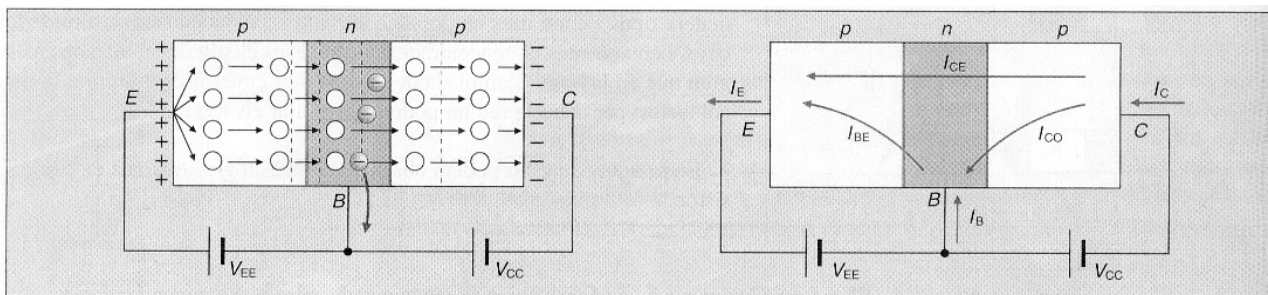 p n p
+ + + + + + + + +
E
− − − − − − − − −
C
− − −
B
V_EE
V_CC
p n p
I_CE
I_E
E
I_BE
I_CO
I_C
C
B
I_B
V_EE
V_CC